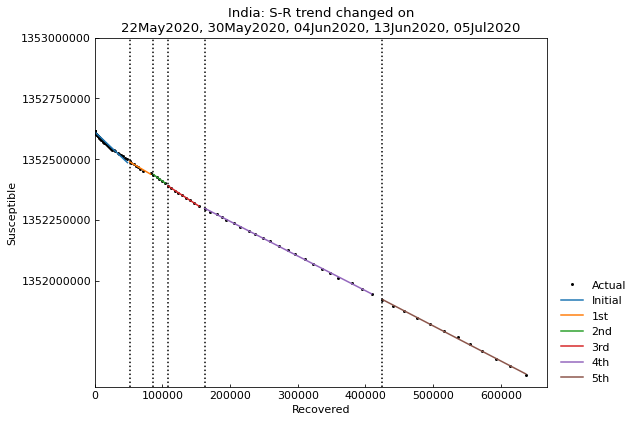 India: S-R trend changed on
22May2020, 30May2020, 04Jun2020, 13Jun2020, 05Jul2020
1353000000
1352750000
1352500000
1352250000
1352000000
Susceptible
0 100000 200000 300000 400000 500000 600000
Recovered
Actual
Initial
1st
2nd
3rd
4th
5th